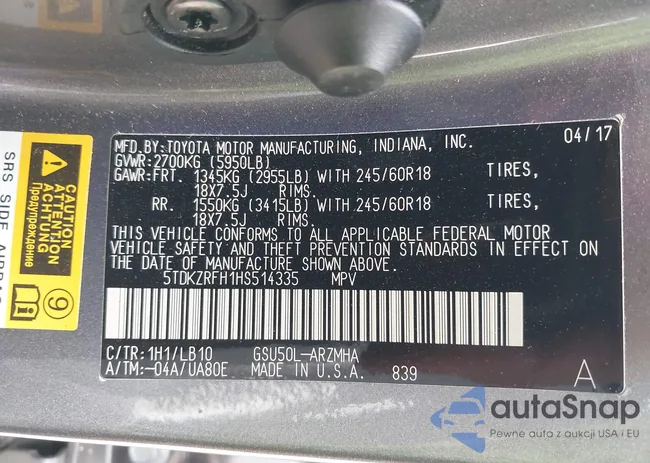 MFD.BY:TOYOTA MOTOR MANUFACTURING, INDIANA, INC. 04/17
GVWR:2700KG (5950LB)
GAWR:FRT. 1345KG (2955LB) WITH 245/60R18 TIRES,
18X7.5J RIMS.
RR. 1550KG (3415LB) WITH 245/60R18 TIRES,
18X7.5J RIMS.
THIS VEHICLE CONFORMS TO ALL APPLICABLE FEDERAL MOTOR
VEHICLE SAFETY AND THEFT PREVENTION STANDARDS IN EFFECT ON
THE DATE OF MANUFACTURE SHOWN ABOVE.
5TDKZRFH1HS514335 MPV
C/TR:1H1/LB10 GSU50L-ARZMHA
A/TM:-04A/UA80E MADE IN U.S.A. 839 A
SRS SIDE AIRBAG
CAUTION
ATTENTION
ACHTUNG
Предупреждение
9
autaSnap
Pewne auta z aukcji USA i EU